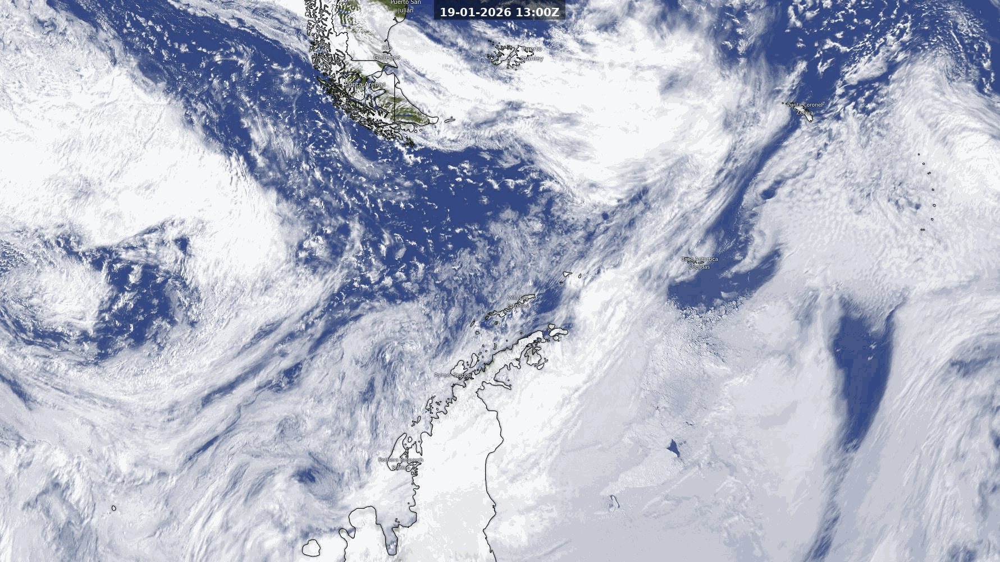 Puerto San
Julián
19-01-2026 13:00Z
Río
Gallegos
Puerto
Stanley
Punta Arenas
Punta Coronel
Zelaya
Base Antártica
Orcadas
Villa Las
Estrellas
Palmer Station
Rothera Research
Station